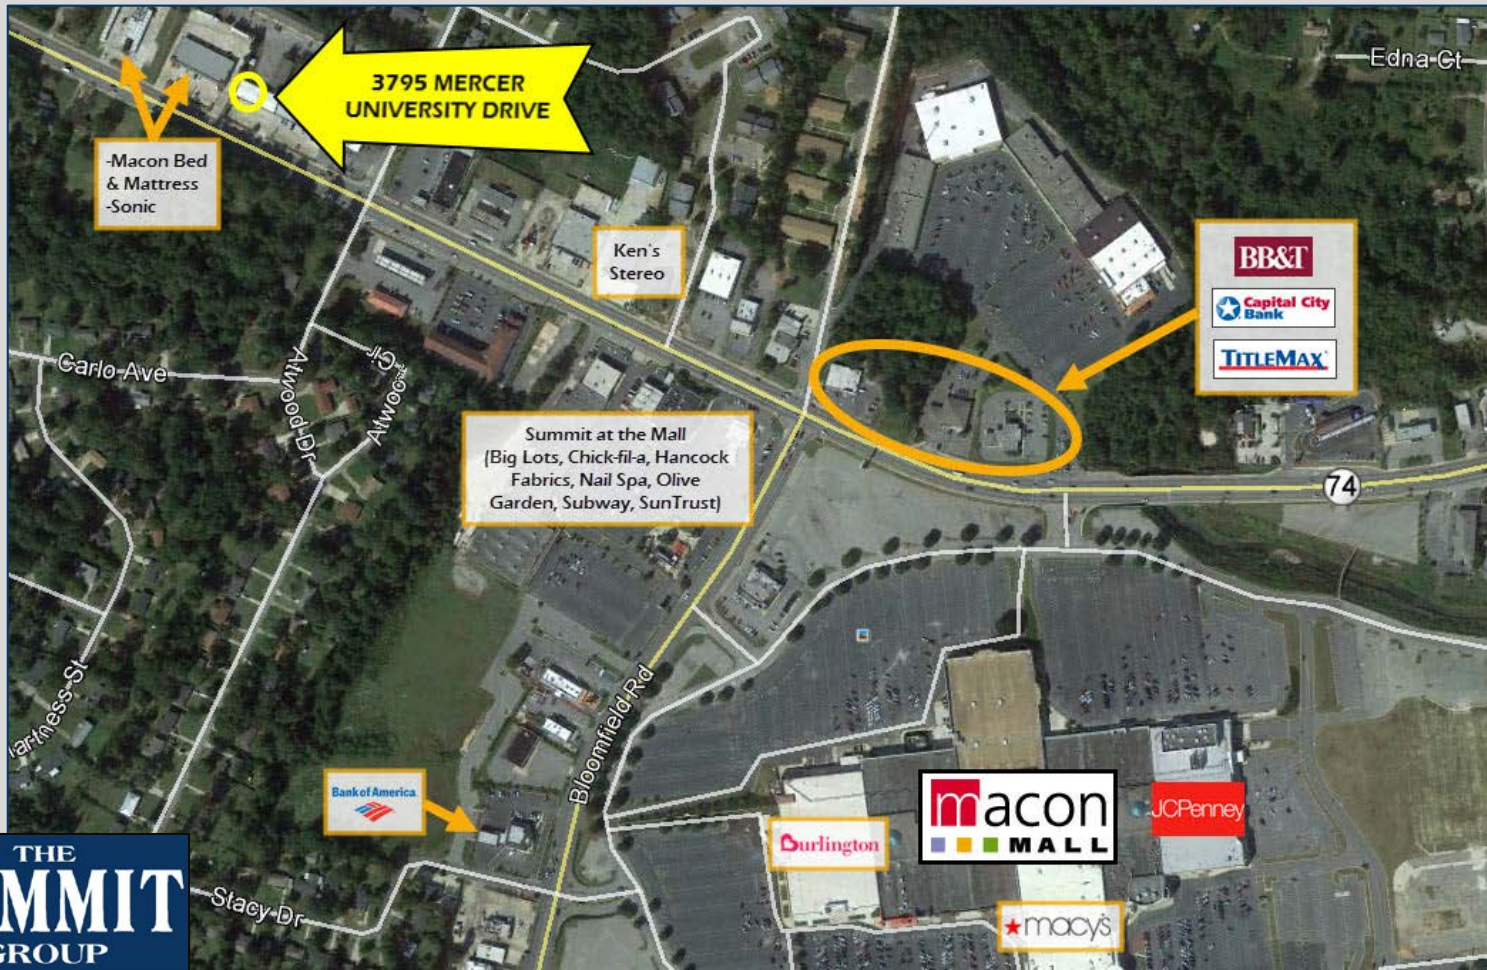 3795 MERCER
UNIVERSITY DRIVE
Edna Ct
-Macon Bed
& Mattress
-Sonic
Ken's
Stereo
BB&T
Capital City
Bank
TITLEMAX
Carlo Ave
Atwood Dr
Atwood
Cir
Summit at the Mall
(Big Lots, Chick-fil-a, Hancock
Fabrics, Nail Spa, Olive
Garden, Subway, SunTrust)
74
artness St
Bloomfield Rd
Bank of America
macon
MALL
JCPenney
Burlington
macy's
Stacy Dr
THE
MMIT
GROUP